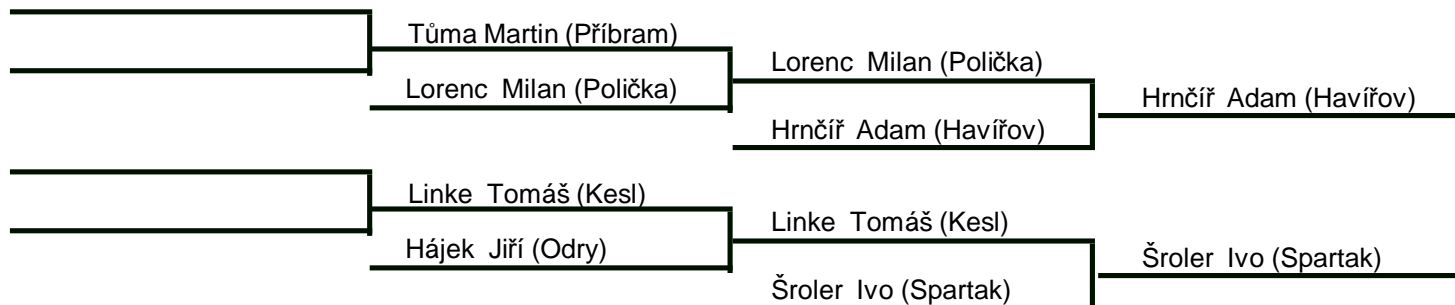 Tůma Martin (Příbram)
Lorenc Milan (Polička)
Lorenc Milan (Polička)
Hrnčíř Adam (Havířov)
Hrnčíř Adam (Havířov)
Linke Tomáš (Kesl)
Hájek Jiří (Odry)
Linke Tomáš (Kesl)
Šroler Ivo (Spartak)
Šroler Ivo (Spartak)